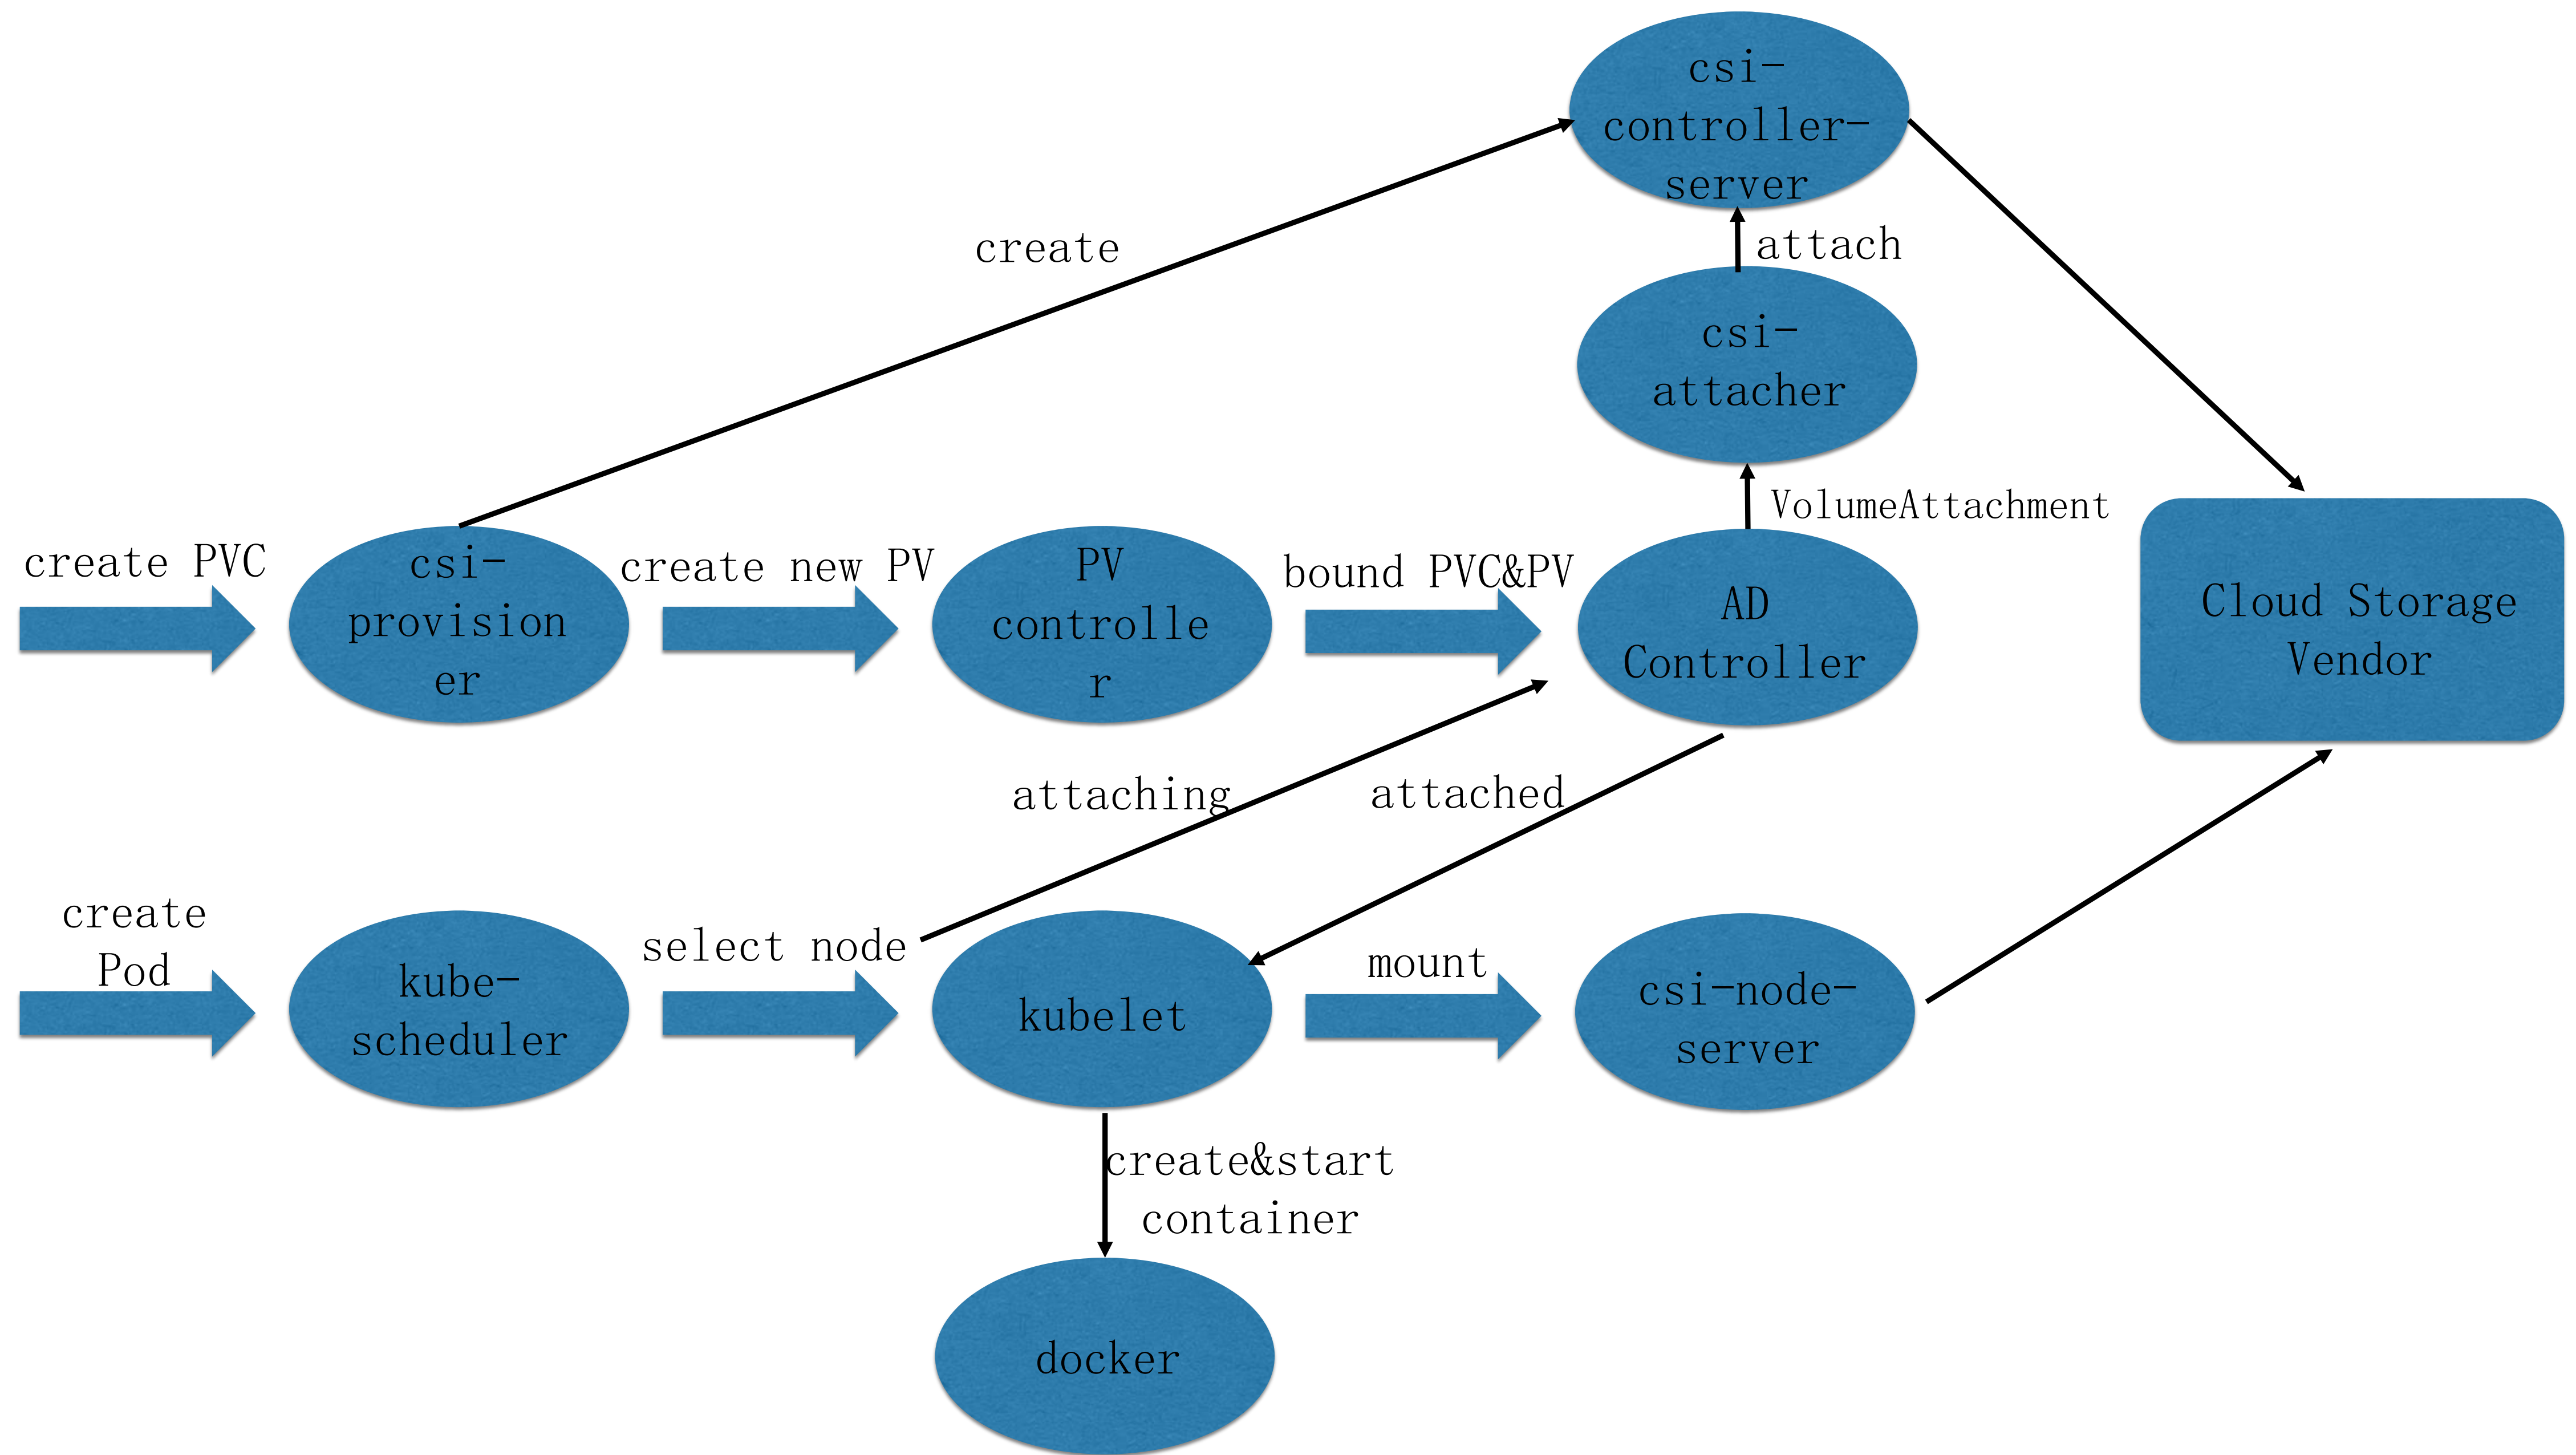 csi-
controller-
server
create
attach
csi-
attacher
VolumeAttachment
create PVC
csi-
provision
er
create new PV
PV
controlle
r
bound PVC&PV
AD
Controller
Cloud Storage
Vendor
attaching
attached
create
Pod
kube-
scheduler
select node
kubelet
mount
csi-node-
server
create&start
container
docker